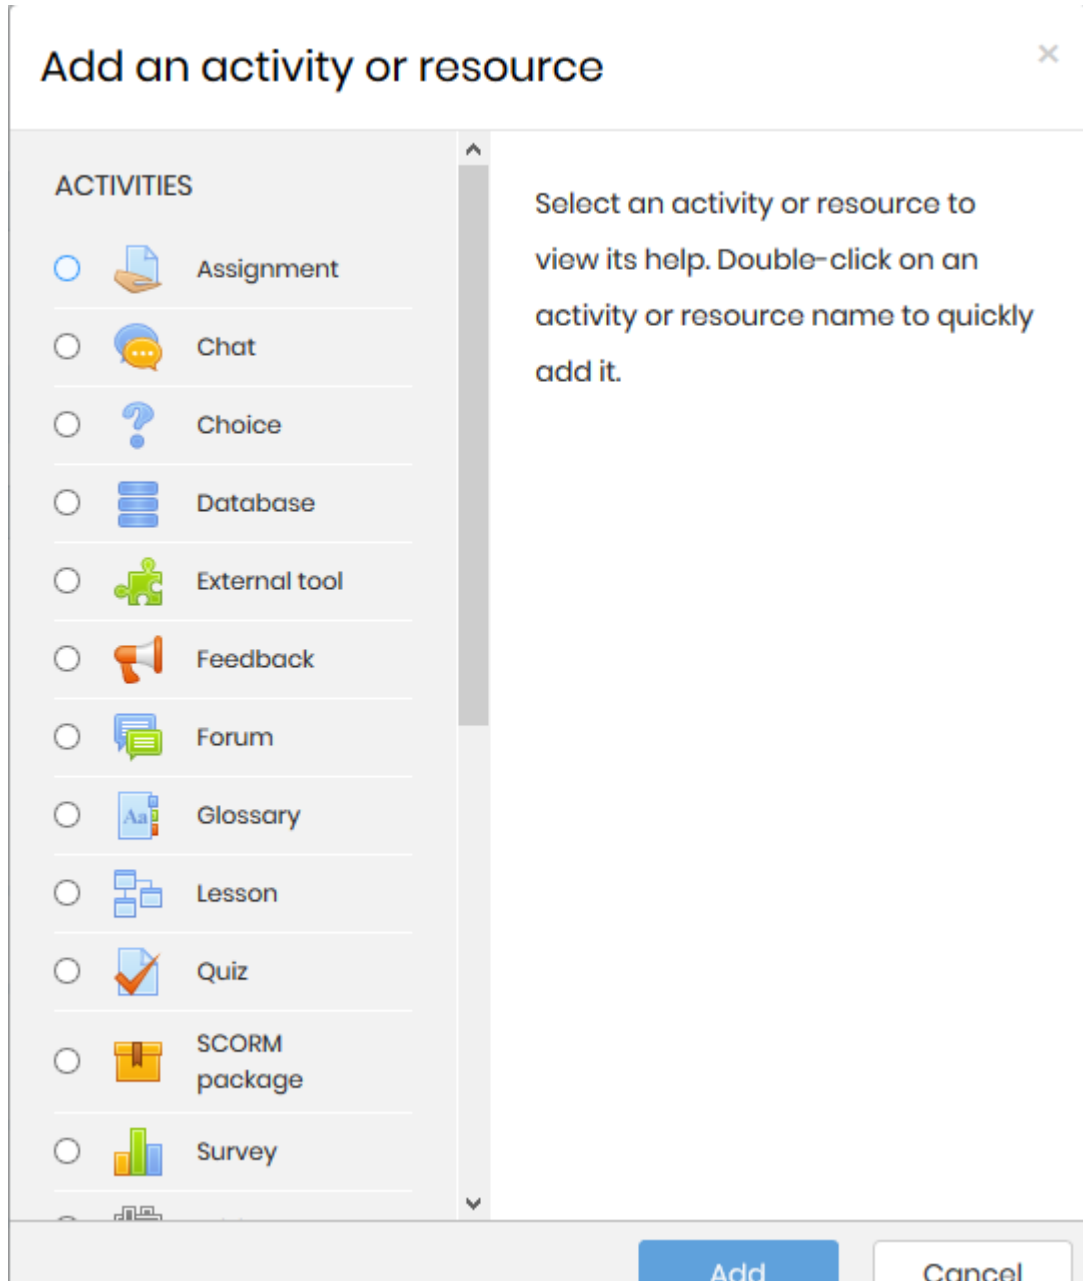 Add an activity or resource
×
ACTIVITIES
Assignment
Chat
Choice
Database
External tool
Feedback
Forum
Aa
Glossary
Lesson
Quiz
SCORM
package
Survey
Select an activity or resource to
view its help. Double-click on an
activity or resource name to quickly
add it.
Add
Cancel